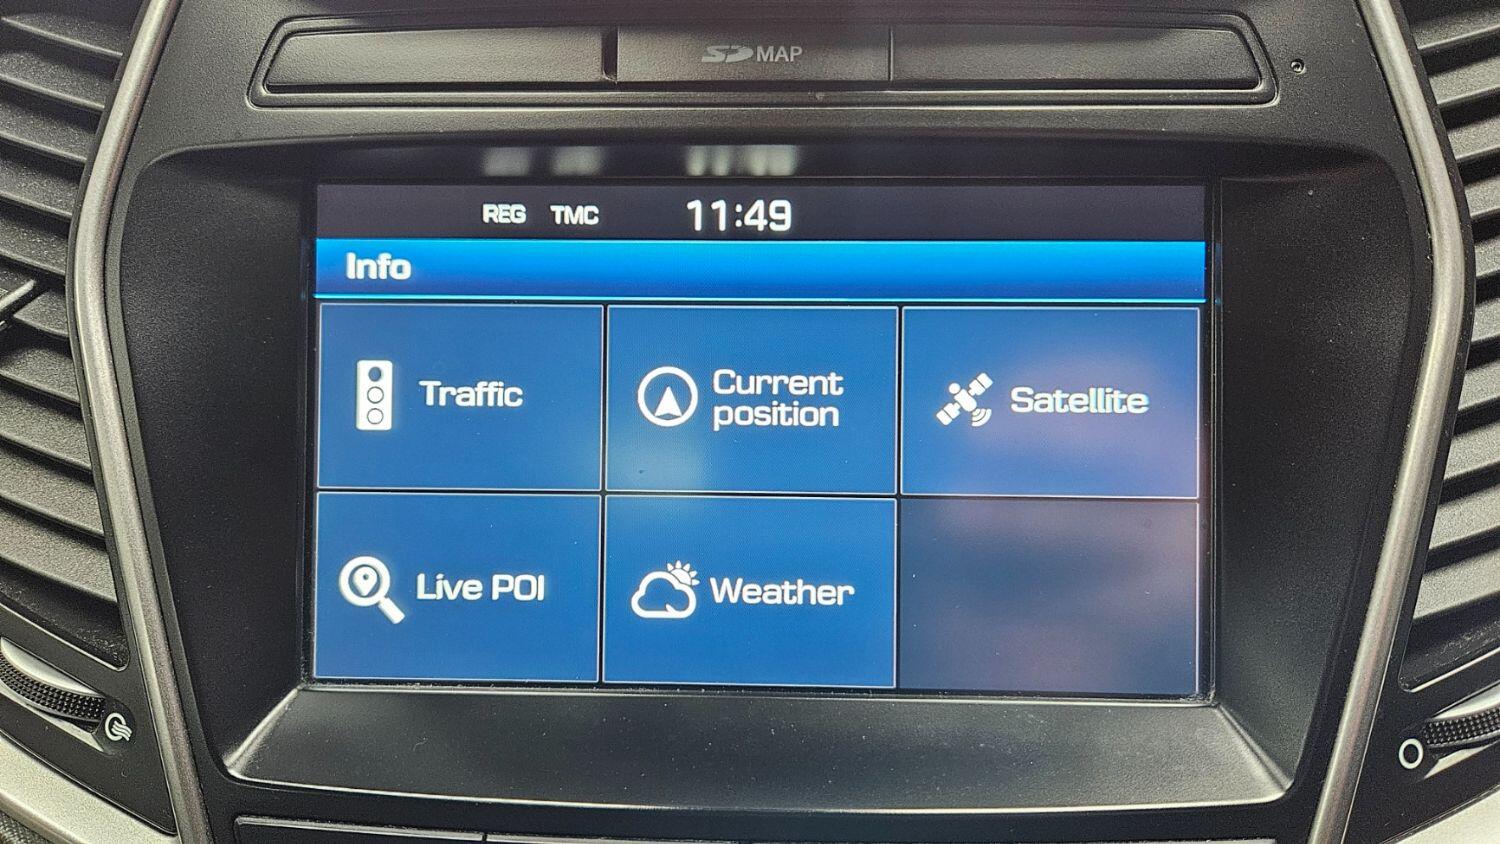 SD MAP
REG TMC 11:49
Info
Traffic
Current
position
Satellite
Live POI
Weather